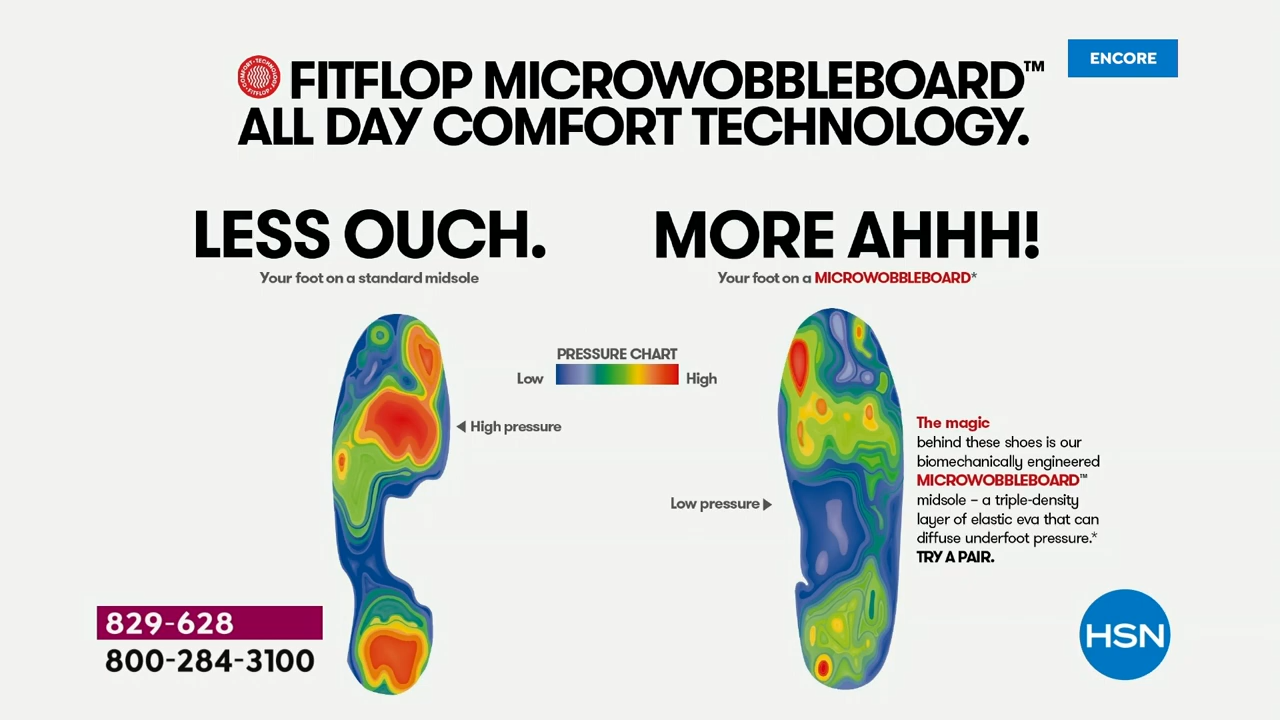 ENCORE
FITFLOP MICROWOBBLEBOARD™
ALL DAY COMFORT TECHNOLOGY.
LESS OUCH.
MORE AHHH!
Your foot on a standard midsole
Your foot on a MICROWOBBLEBOARD*
PRESSURE CHART
Low
High
High pressure
Low pressure
The magic
behind these shoes is our
biomechanically engineered
MICROWOBBLEBOARD™
midsole – a triple-density
layer of elastic eva that can
diffuse underfoot pressure.*
TRY A PAIR.
829-628
800-284-3100
HSN